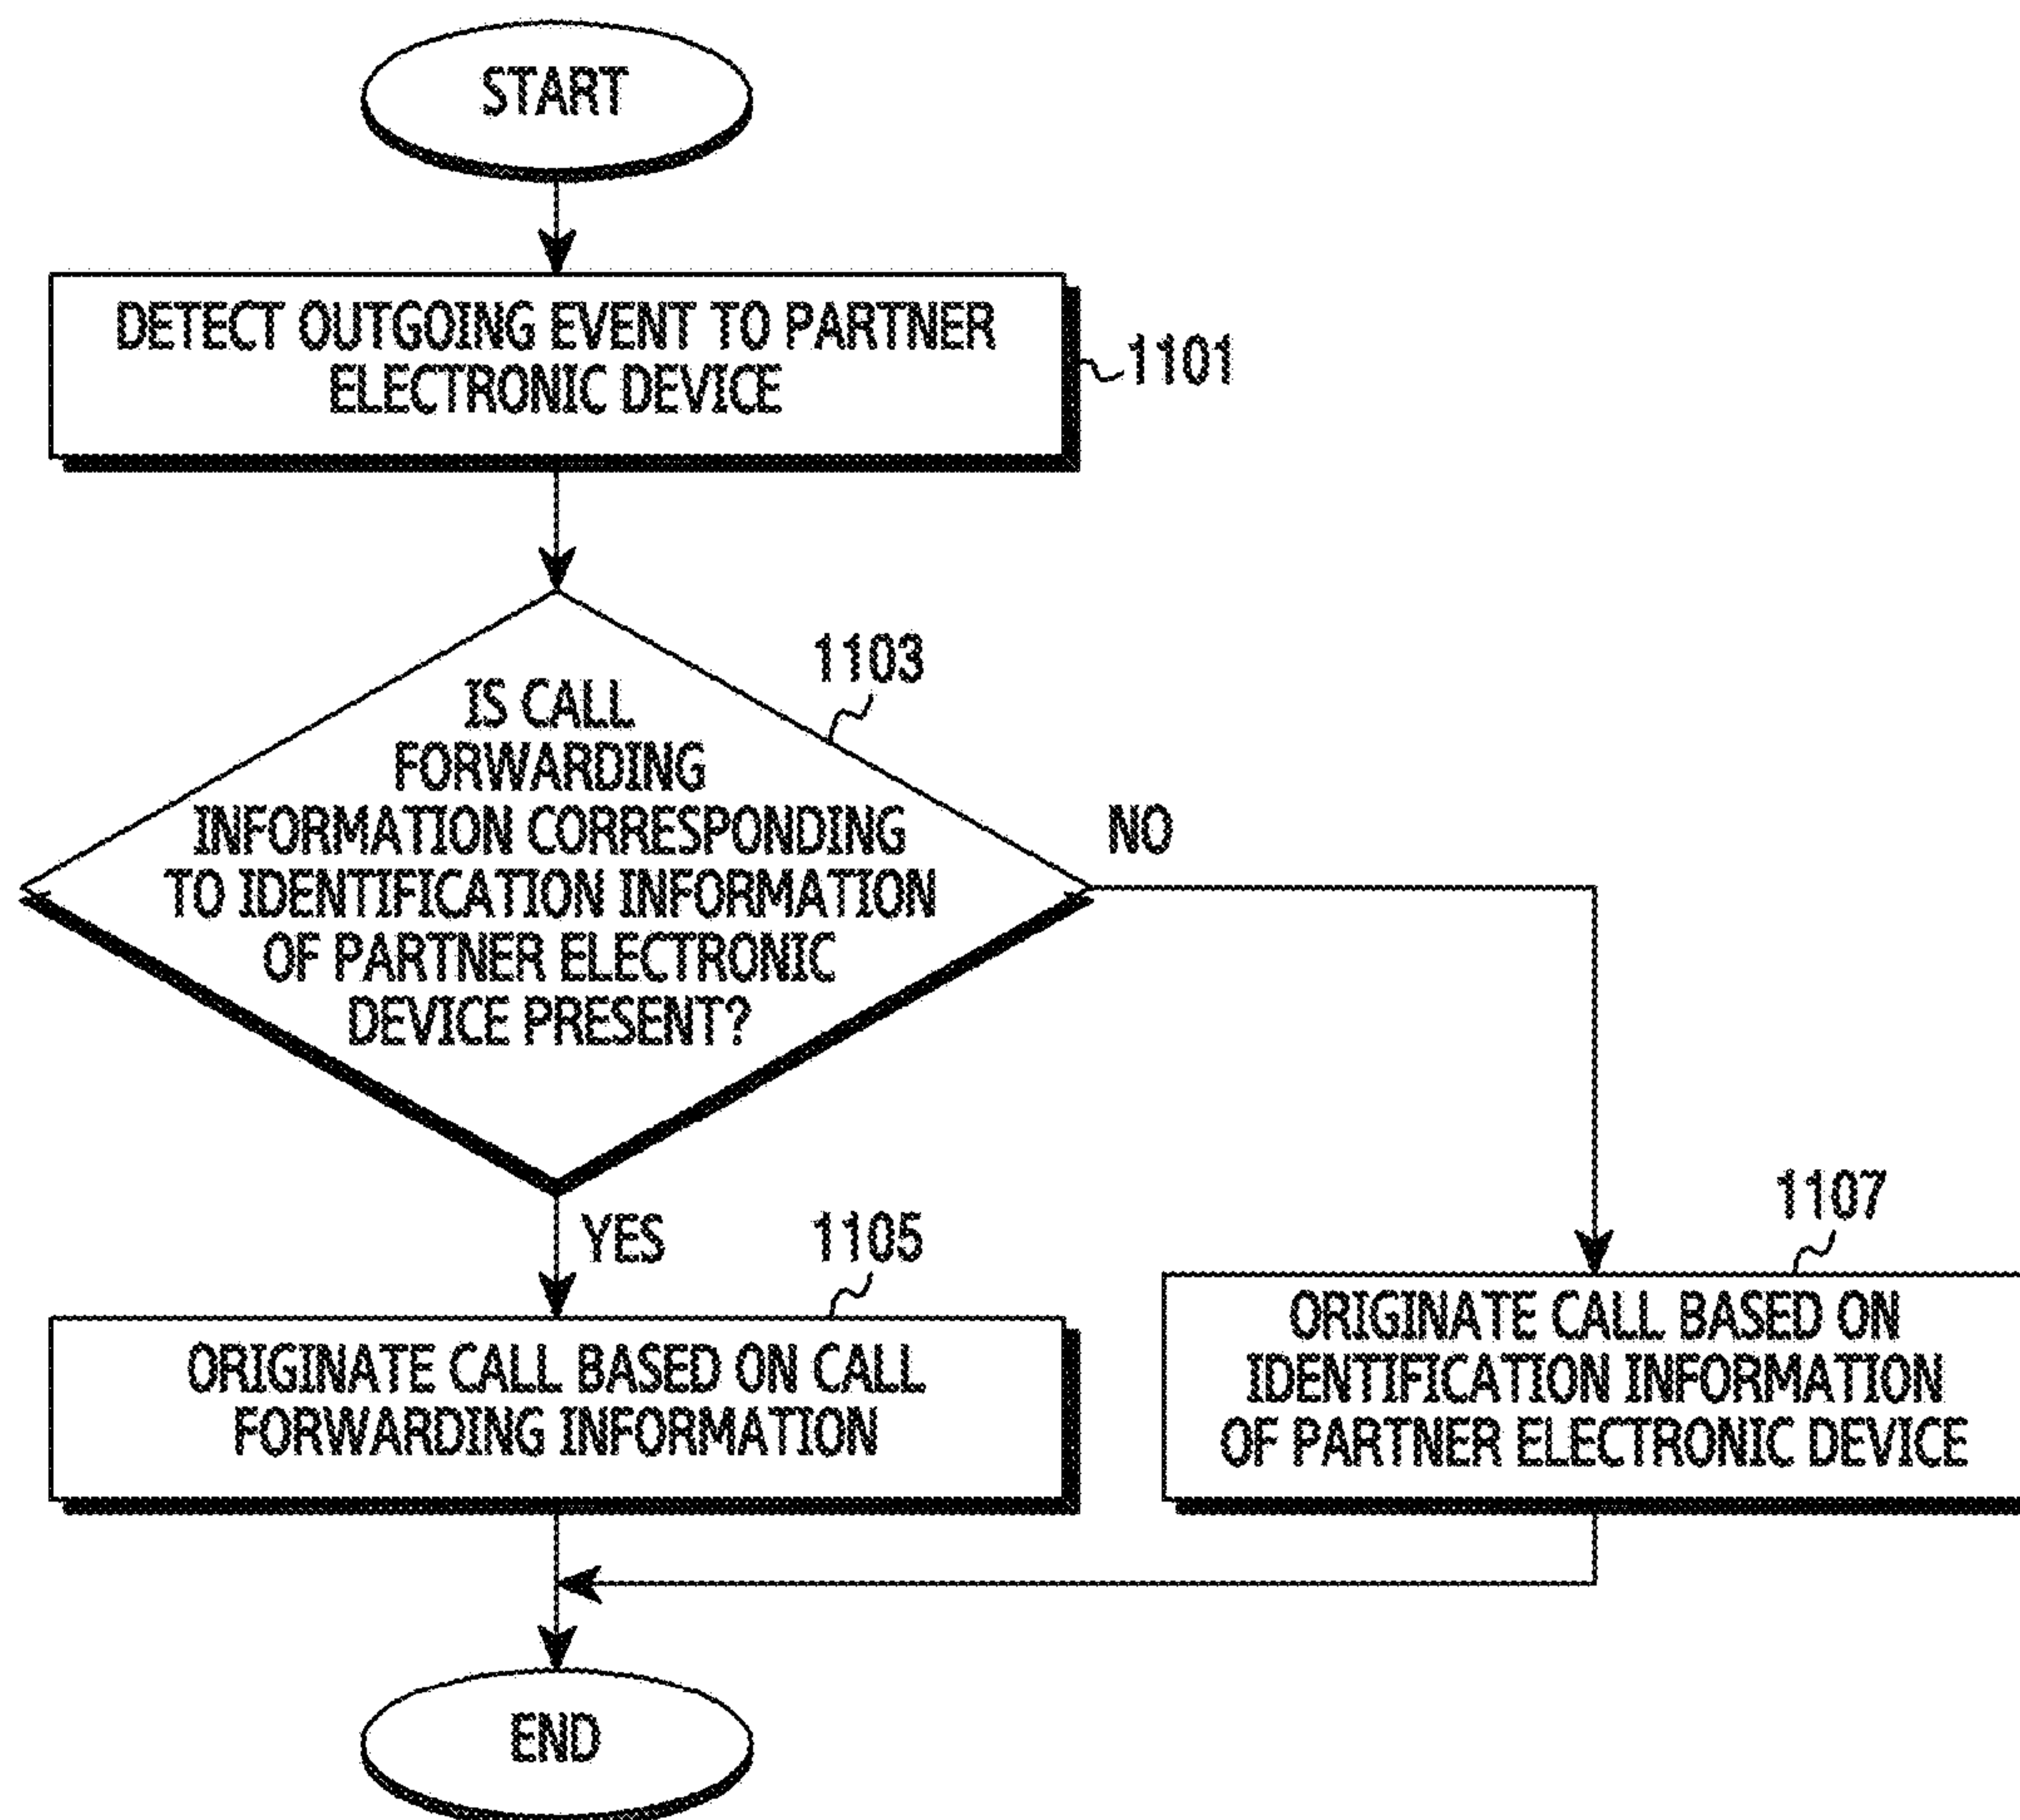 START
DETECT OUTGOING EVENT TO PARTNER
ELECTRONIC DEVICE
1101
1103
IS CALL
FORWARDING
INFORMATION CORRESPONDING
TO IDENTIFICATION INFORMATION
OF PARTNER ELECTRONIC
DEVICE PRESENT?
NO
YES
1105
ORIGINATE CALL BASED ON CALL
FORWARDING INFORMATION
1107
ORIGINATE CALL BASED ON
IDENTIFICATION INFORMATION
OF PARTNER ELECTRONIC DEVICE
END